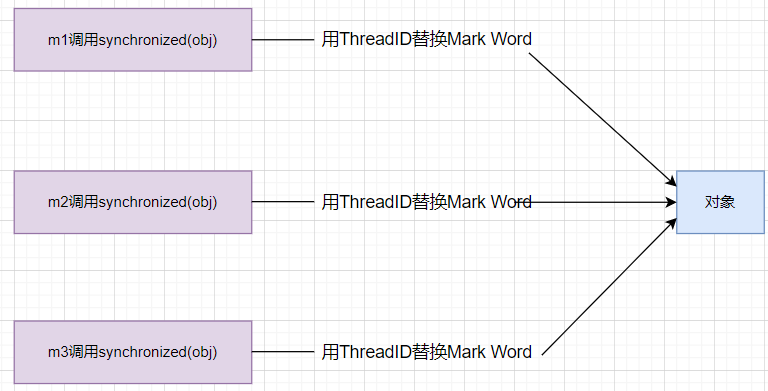 m1调用synchronized(obj)
用ThreadID替换Mark Word
m2调用synchronized(obj)
用ThreadID替换Mark Word
对象
m3调用synchronized(obj)
用ThreadID替换Mark Word